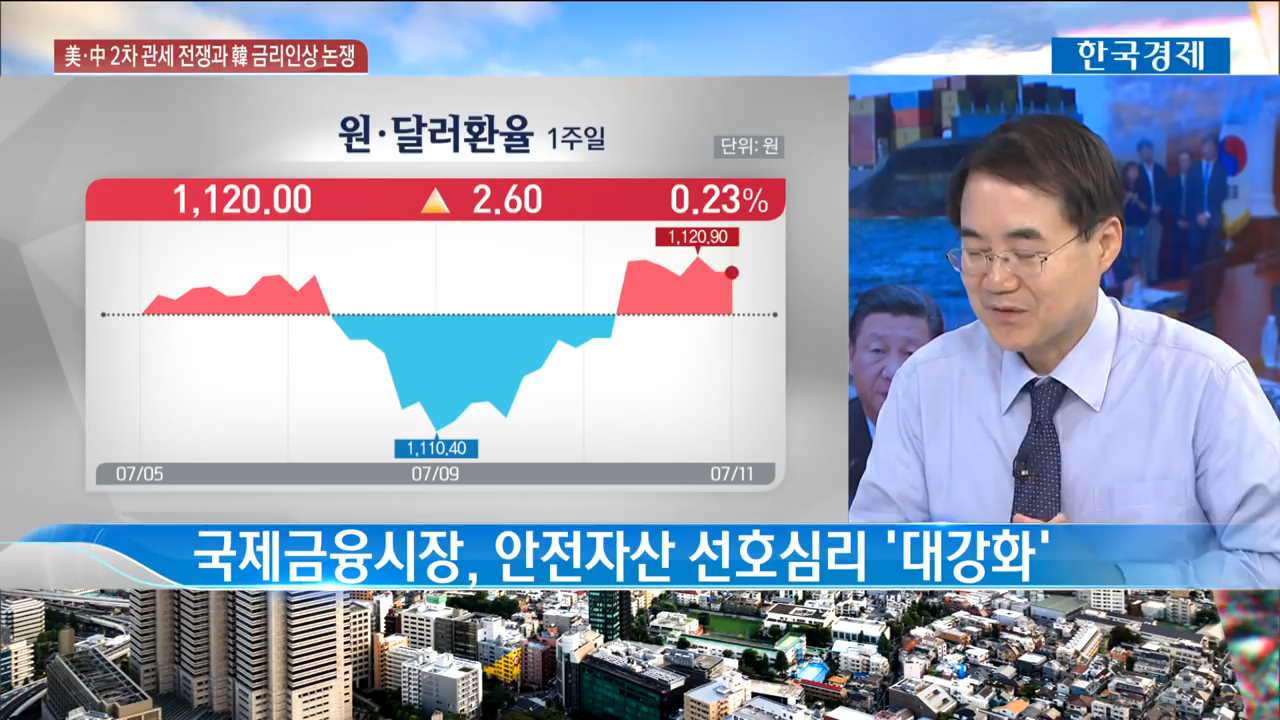 美·中 2차 관세 전쟁과 韓 금리인상 논쟁
한국경제
원·달러환율 1주일
단위: 원
1,120.00 ▲ 2.60 0.23%
1,120.90
1,110.40
07/05 07/09 07/11
국제금융시장, 안전자산 선호심리 '대강화'